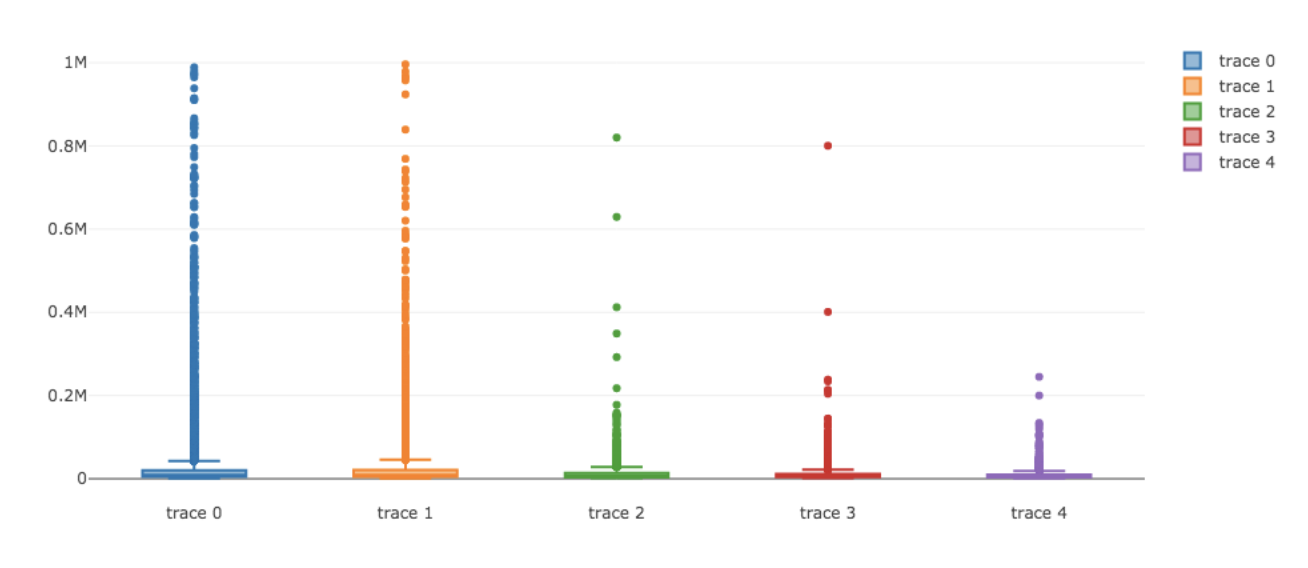 1M
0.8M
0.6M
0.4M
0.2M
0
trace 0
trace 1
trace 2
trace 3
trace 4
trace 0
trace 1
trace 2
trace 3
trace 4